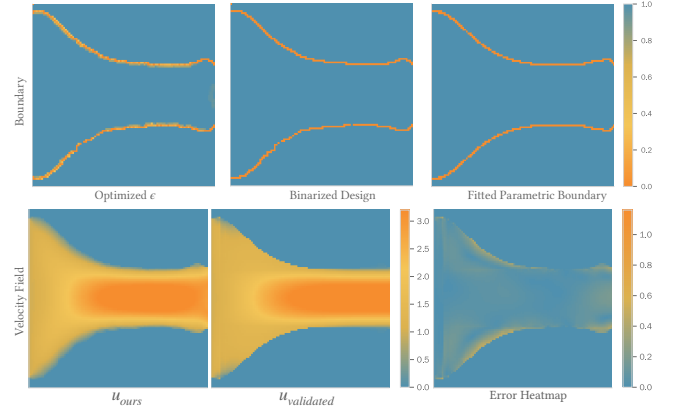 Boundary
1.0
0.8
0.6
0.4
0.2
0.0
Optimized ϵ
Binarized Design
Fitted Parametric Boundary
Velocity Field
3.0
2.5
2.0
1.5
1.0
0.5
0.0
1.0
0.8
0.6
0.4
0.2
0.0
u_ours
u_validated
Error Heatmap